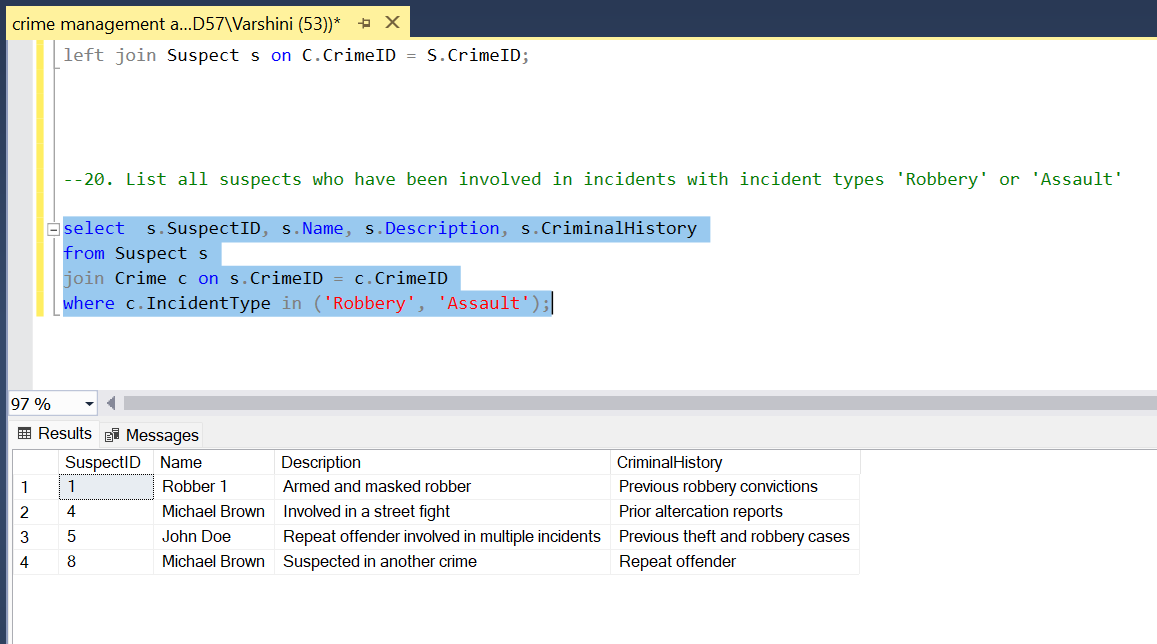 crime management a...D57\Varshini (53))*
left join Suspect s on C.CrimeID = S.CrimeID;
--20. List all suspects who have been involved in incidents with incident types 'Robbery' or 'Assault'
select  s.SuspectID, s.Name, s.Description, s.CriminalHistory
from Suspect s
join Crime c on s.CrimeID = c.CrimeID
where c.IncidentType in ('Robbery', 'Assault');
97 %
Results Messages
SuspectID Name Description CriminalHistory
1 1 Robber 1 Armed and masked robber Previous robbery convictions
2 4 Michael Brown Involved in a street fight Prior altercation reports
3 5 John Doe Repeat offender involved in multiple incidents Previous theft and robbery cases
4 8 Michael Brown Suspected in another crime Repeat offender